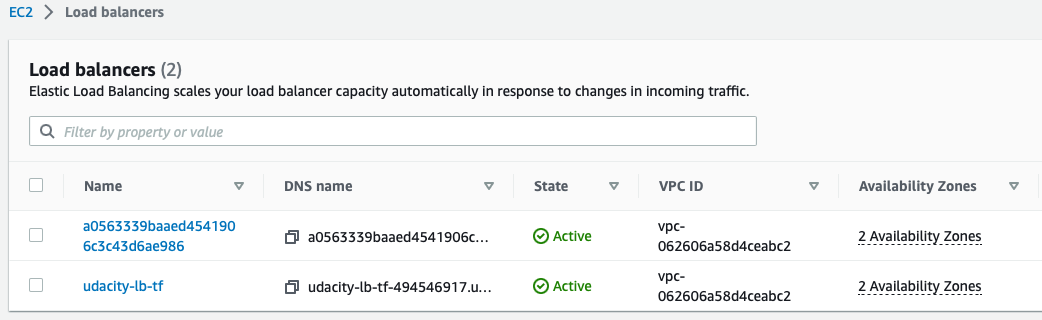 EC2 > Load balancers
Load balancers (2)
Elastic Load Balancing scales your load balancer capacity automatically in response to changes in incoming traffic.
Filter by property or value
Name DNS name State VPC ID Availability Zones
a0563339baaed454190 vpc-
6c3c43d6ae986 a0563339baaed4541906c... Active 062606a58d4ceabc2 2 Availability Zones
vpc-
udacity-lb-tf udacity-lb-tf-494546917.u... Active 062606a58d4ceabc2 2 Availability Zones